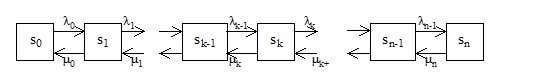 λ0 λ1 λk-1 λk λn-1
s0 s1 sk-1 sk sn-1 sn
μ0 μ1 μk μk+ μn